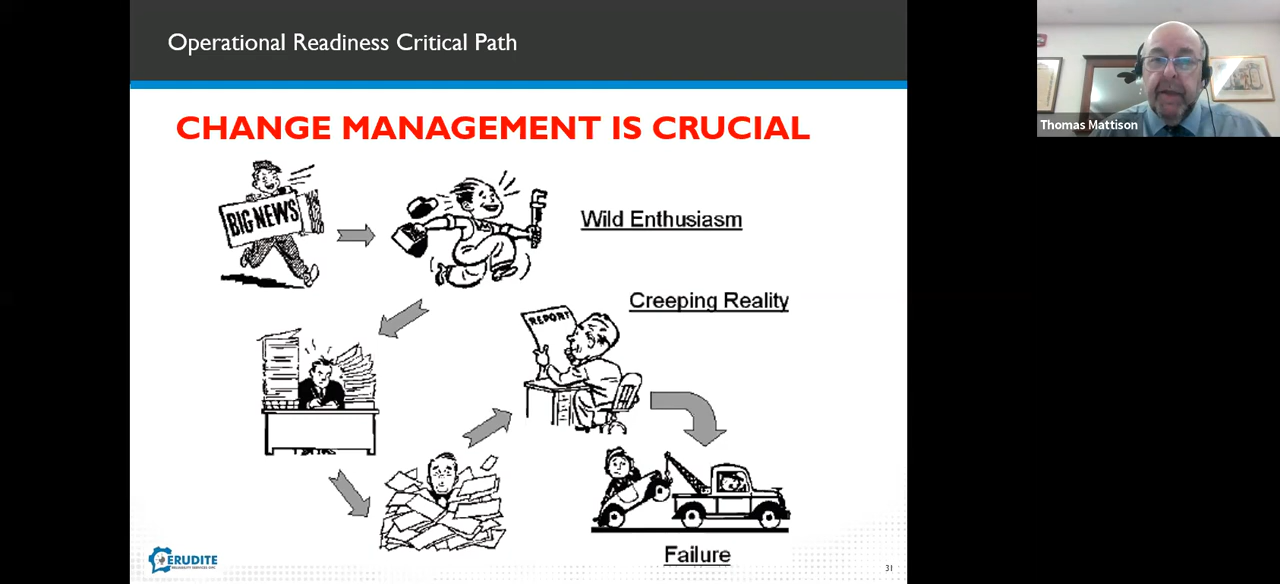 Operational Readiness Critical Path
Thomas Mattison
CHANGE MANAGEMENT IS CRUCIAL
BIG NEWS
Wild Enthusiasm
Creeping Reality
REPORT
Failure
ERUDITE
31